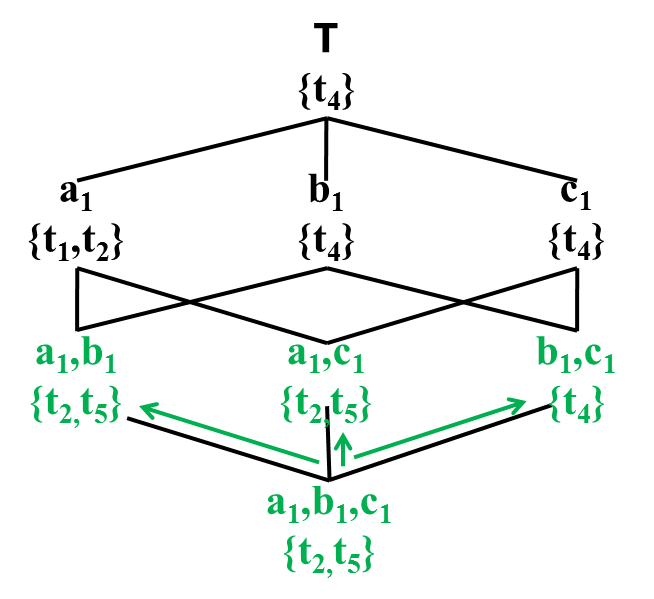 T
{t₄}
a₁ b₁ c₁
{t₁,t₂} {t₄} {t₄}
a₁,b₁ a₁,c₁ b₁,c₁
{t₂,t₅} {t₂,t₅} {t₄}
a₁,b₁,c₁
{t₂,t₅}